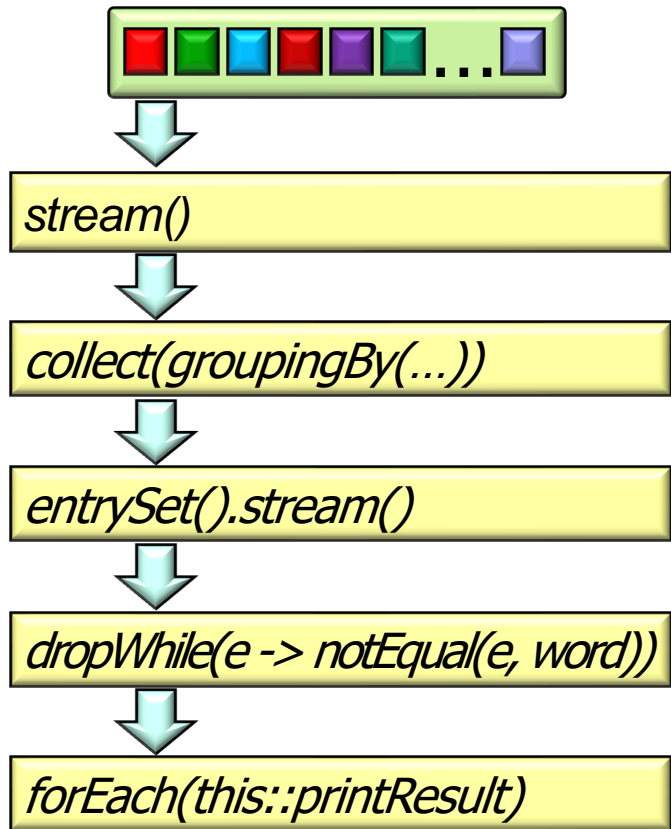 ...
stream()
collect(groupingBy(…))
entrySet().stream()
dropWhile(e -> notEqual(e, word))
forEach(this::printResult)